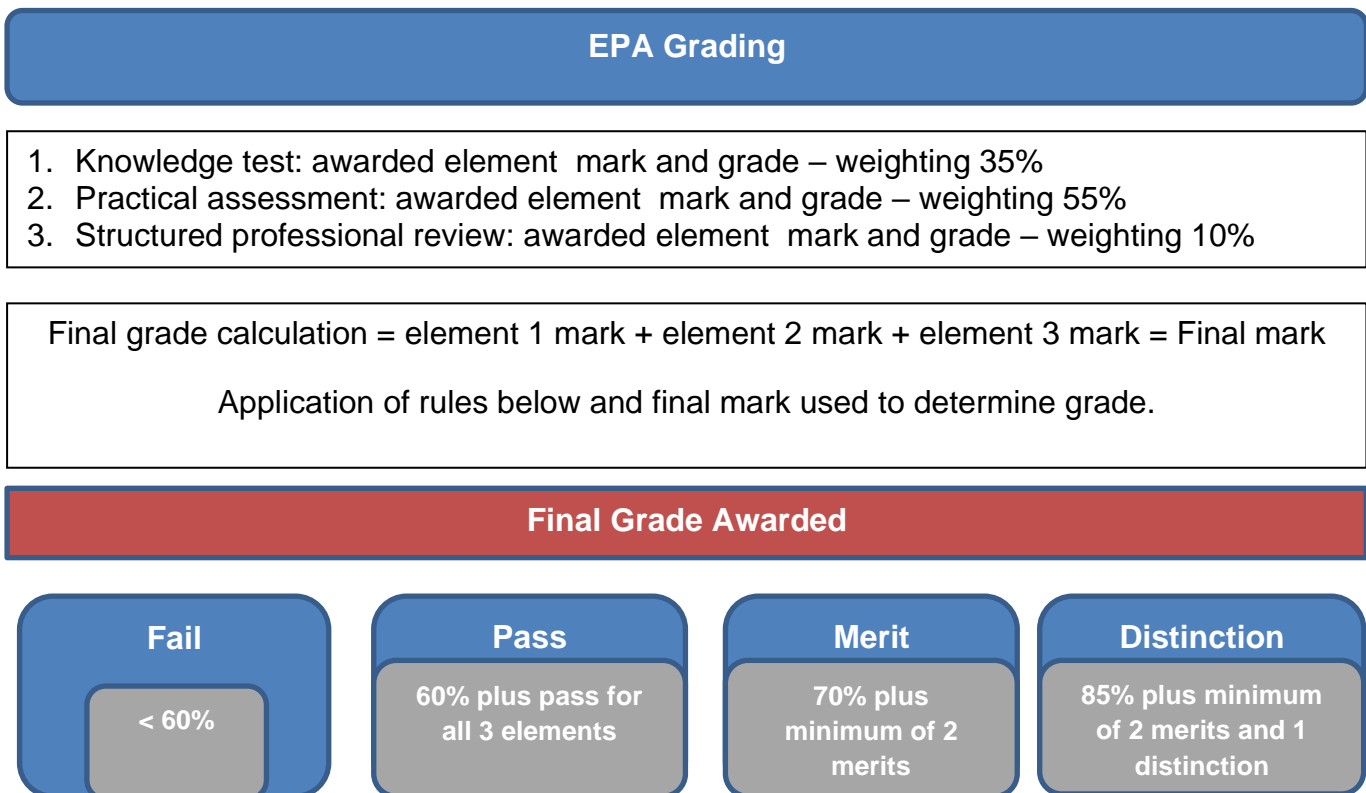 EPA Grading
1. Knowledge test: awarded element  mark and grade – weighting 35%
2. Practical assessment: awarded element  mark and grade – weighting 55%
3. Structured professional review: awarded element  mark and grade – weighting 10%
Final grade calculation = element 1 mark + element 2 mark + element 3 mark = Final mark
Application of rules below and final mark used to determine grade.
Final Grade Awarded
Fail
< 60%
Pass
60% plus pass for
all 3 elements
Merit
70% plus
minimum of 2
merits
Distinction
85% plus minimum
of 2 merits and 1
distinction